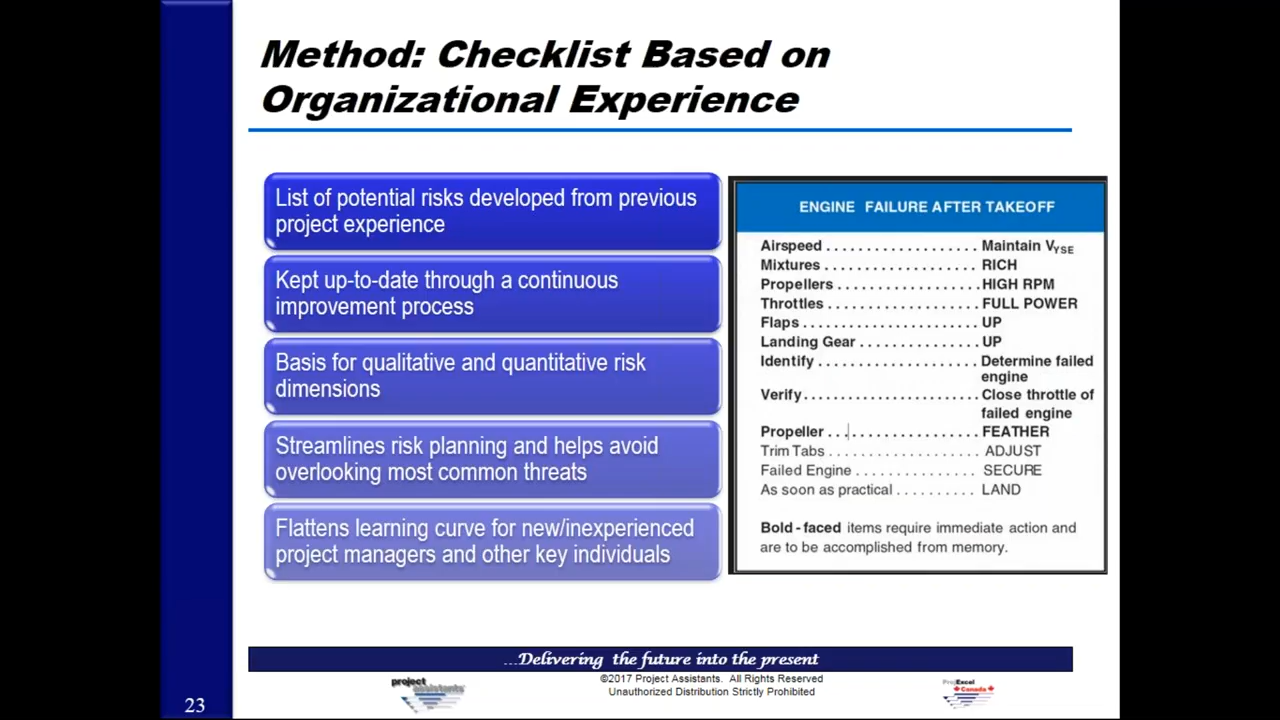 Method: Checklist Based on
Organizational Experience
List of potential risks developed from previous
project experience
Kept up-to-date through a continuous
improvement process
Basis for qualitative and quantitative risk
dimensions
Streamlines risk planning and helps avoid
overlooking most common threats
Flattens learning curve for new/inexperienced
project managers and other key individuals
ENGINE FAILURE AFTER TAKEOFF
Airspeed . . . . . . . . . . . . . . . . . . . Maintain VYSE
Mixtures . . . . . . . . . . . . . . . . . . . RICH
Propellers . . . . . . . . . . . . . . . . . HIGH RPM
Throttles . . . . . . . . . . . . . . . . . . . FULL POWER
Flaps . . . . . . . . . . . . . . . . . . . . . . UP
Landing Gear . . . . . . . . . . . . . . . UP
Identify . . . . . . . . . . . . . . . . . . . . Determine failed
engine
Verify . . . . . . . . . . . . . . . . . . . . . . Close throttle of
failed engine
Propeller . . . . . . . . . . . . . . . . . . . FEATHER
Trim Tabs . . . . . . . . . . . . . . . . . . ADJUST
Failed Engine . . . . . . . . . . . . . . . SECURE
As soon as practical . . . . . . . . . . LAND
Bold - faced items require immediate action and
are to be accomplished from memory.
...Delivering the future into the present
project
assistants
©2017 Project Assistants. All Rights Reserved
Unauthorized Distribution Strictly Prohibited
ProjExcel
Canada
23